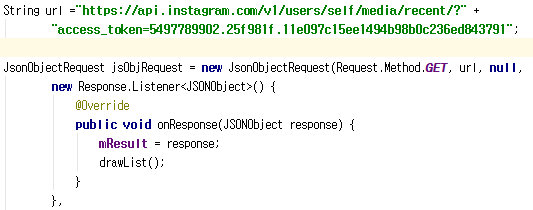 String url ="https://api.instagram.com/v1/users/self/media/recent/?" +
"access_token=5497789902.25f981f.11e097c15ee1494b98b0c236ed843791";
JsonObjectRequest jsObjRequest = new JsonObjectRequest(Request.Method.GET, url, null,
new Response.Listener<JSONObject>() {
@Override
public void onResponse(JSONObject response) {
mResult = response;
drawList();
}
},